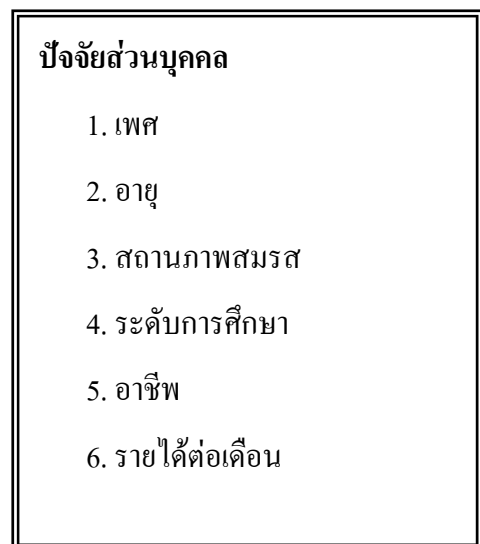 ปัจจัยส่วนบุคคล
1. เพศ
2. อายุ
3. สถานภาพสมรส
4. ระดับการศึกษา
5. อาชีพ
6. รายได้ต่อเดือน